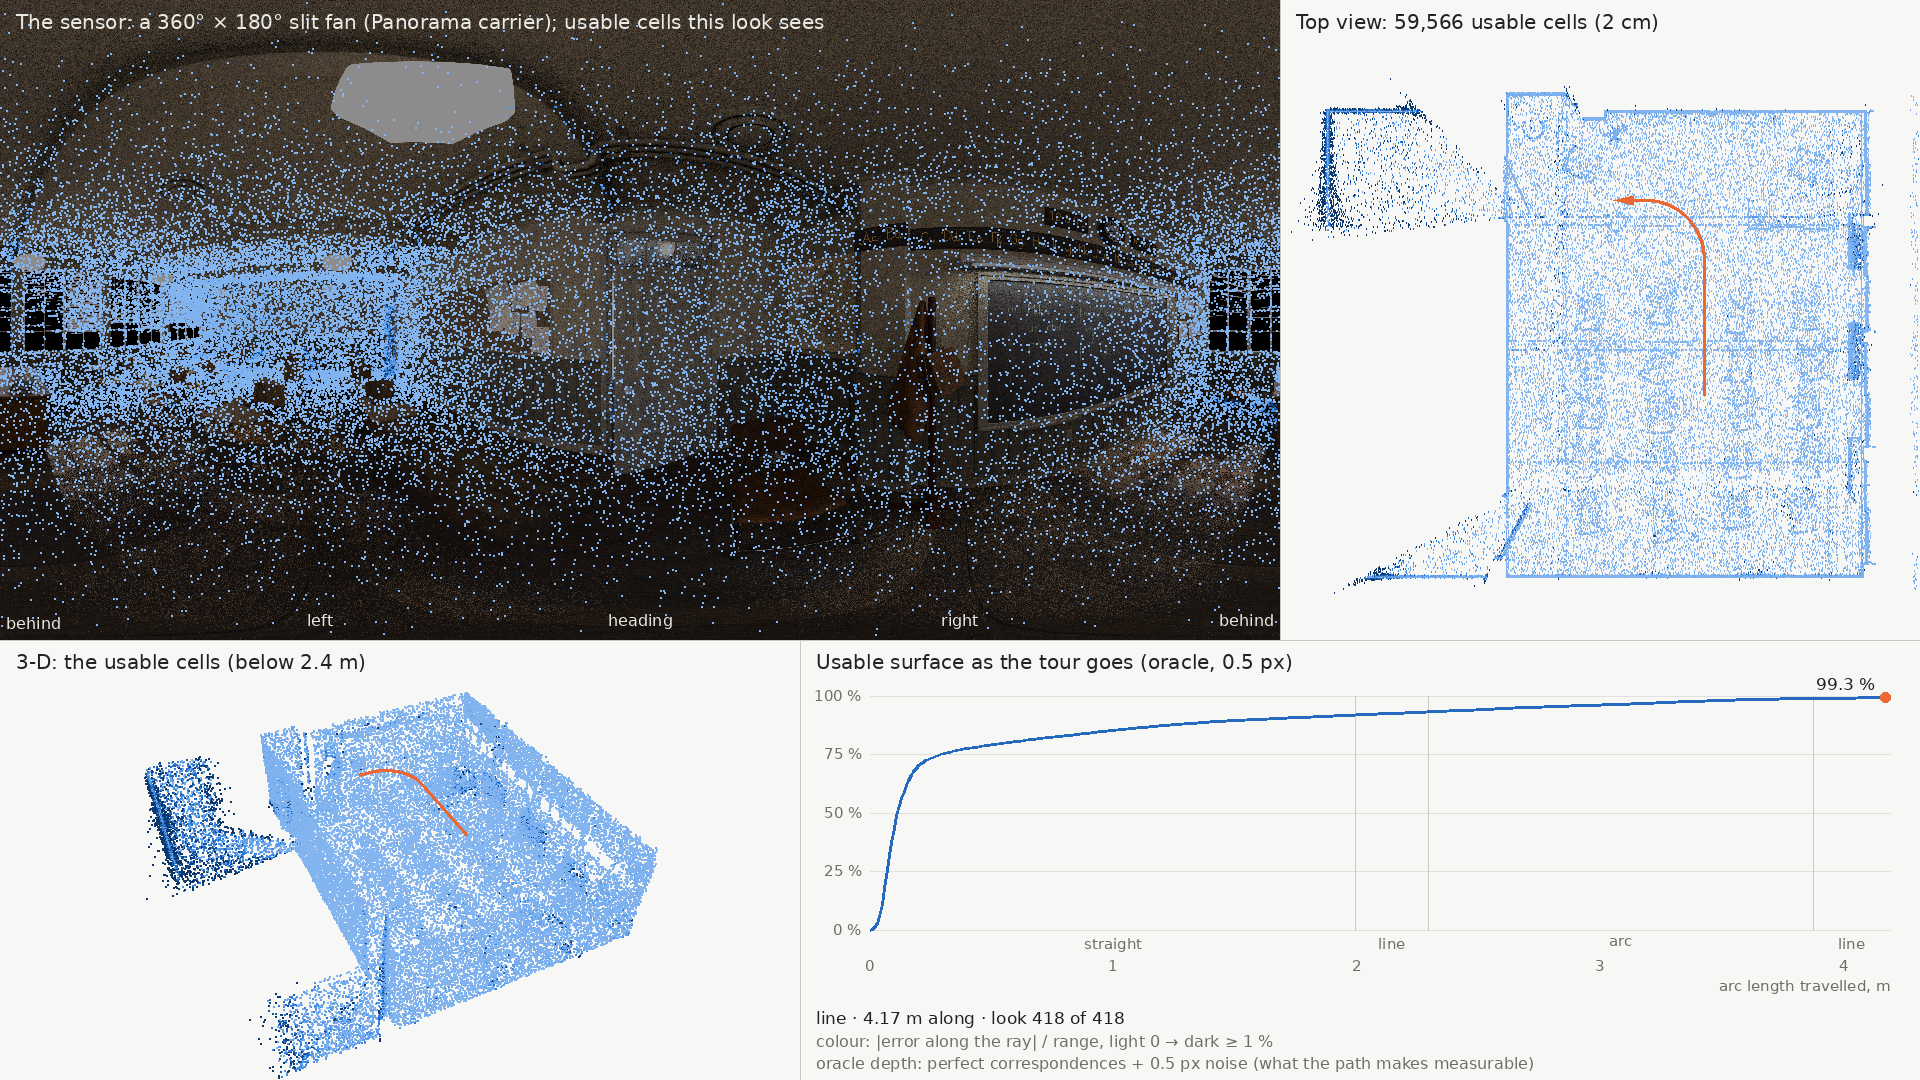 The sensor: a 360° × 180° slit fan (Panorama carrier); usable cells this look sees
behind
left
heading
right
behind
Top view: 59,566 usable cells (2 cm)
3-D: the usable cells (below 2.4 m)
Usable surface as the tour goes (oracle, 0.5 px)
99.3 %
100 %
75 %
50 %
25 %
0 %
straight
line
arc
line
0
1
2
3
4
arc length travelled, m
line · 4.17 m along · look 418 of 418
colour: |error along the ray| / range, light 0 → dark ≥ 1 %
oracle depth: perfect correspondences + 0.5 px noise (what the path makes measurable)